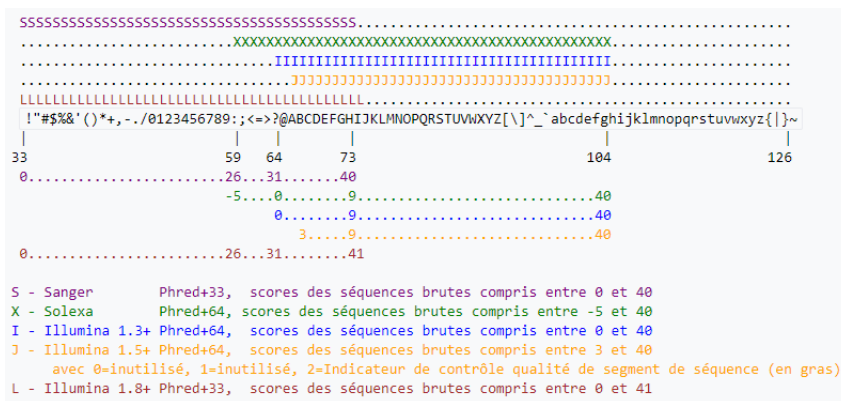 SSSSSSSSSSSSSSSSSSSSSSSSSSSSSSSSSSSSSSSSS.....................................................
..........................XXXXXXXXXXXXXXXXXXXXXXXXXXXXXXXXXXXXXXXXXXXXXX......................
...............................IIIIIIIIIIIIIIIIIIIIIIIIIIIIIIIIIIIIIIIII......................
.................................JJJJJJJJJJJJJJJJJJJJJJJJJJJJJJJJJJJJJJJ......................
LLLLLLLLLLLLLLLLLLLLLLLLLLLLLLLLLLLLLLLLLL....................................................
!"#$%&'()*+,-./0123456789:;<=>?@ABCDEFGHIJKLMNOPQRSTUVWXYZ[\]^_`abcdefghijklmnopqrstuvwxyz{|}~
| | | | | |
33 59 64 73 104 126
0........................26...31.......40
-5....0........9..............................40
0........9..............................40
3.....9..............................40
0........................26...31........41
S - Sanger Phred+33, scores des séquences brutes compris entre 0 et 40
X - Solexa Phred+64, scores des séquences brutes compris entre -5 et 40
I - Illumina 1.3+ Phred+64, scores des séquences brutes compris entre 0 et 40
J - Illumina 1.5+ Phred+64, scores des séquences brutes compris entre 3 et 40
avec 0=inutilisé, 1=inutilisé, 2=Indicateur de contrôle qualité de segment de séquence (en gras)
L - Illumina 1.8+ Phred+33, scores des séquences brutes compris entre 0 et 41